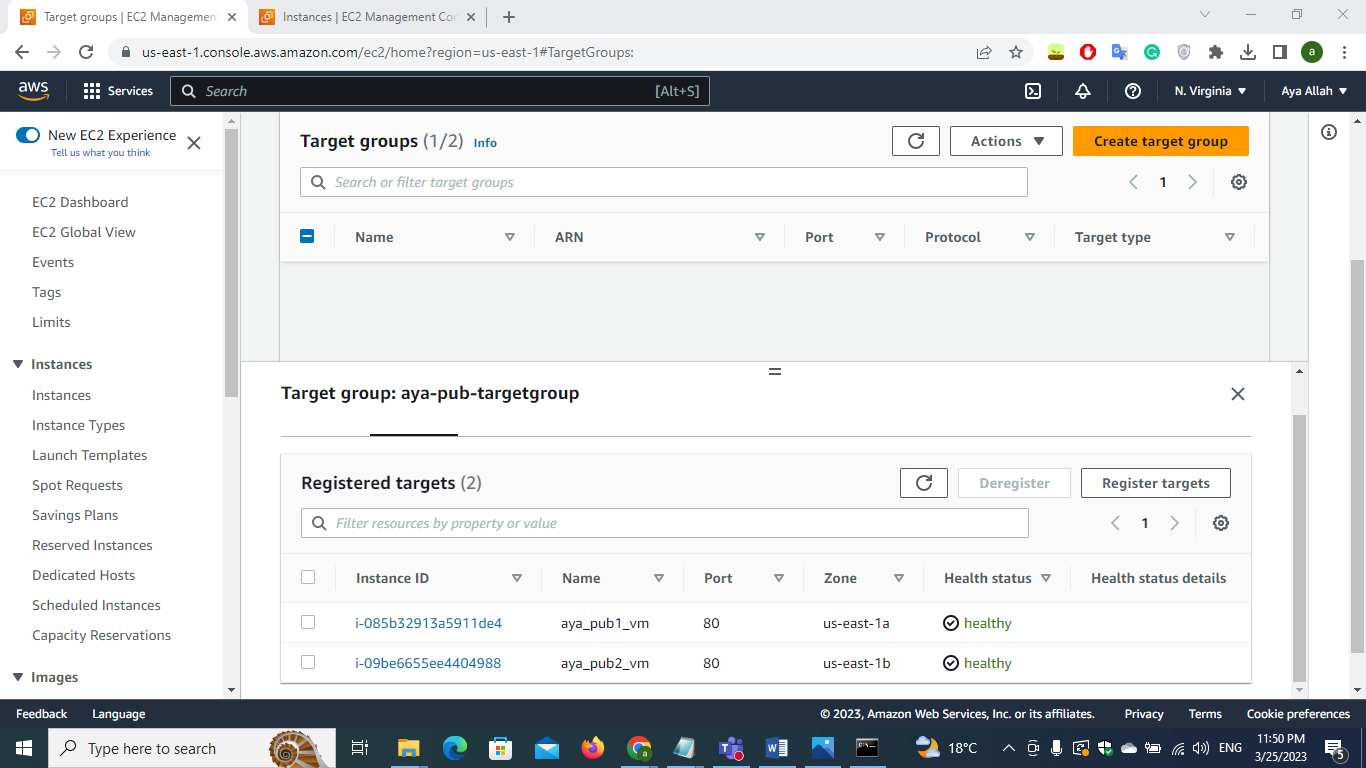 Target groups | EC2 Management
Instances | EC2 Management Con
us-east-1.console.aws.amazon.com/ec2/home?region=us-east-1#TargetGroups:
a
aws
Services
Search
[Alt+S]
N. Virginia
Aya Allah
New EC2 Experience
Tell us what you think
EC2 Dashboard
EC2 Global View
Events
Tags
Limits
Instances
Instances
Instance Types
Launch Templates
Spot Requests
Savings Plans
Reserved Instances
Dedicated Hosts
Scheduled Instances
Capacity Reservations
Images
Target groups (1/2) Info
Actions
Create target group
Search or filter target groups
1
Name ARN Port Protocol Target type
Target group: aya-pub-targetgroup
Registered targets (2)
Deregister
Register targets
Filter resources by property or value
1
Instance ID Name Port Zone Health status Health status details
i-085b32913a5911de4 aya_pub1_vm 80 us-east-1a healthy
i-09be6655ee4404988 aya_pub2_vm 80 us-east-1b healthy
Feedback Language © 2023, Amazon Web Services, Inc. or its affiliates. Privacy Terms Cookie preferences
Type here to search
18°C
ENG
11:50 PM
3/25/2023
5